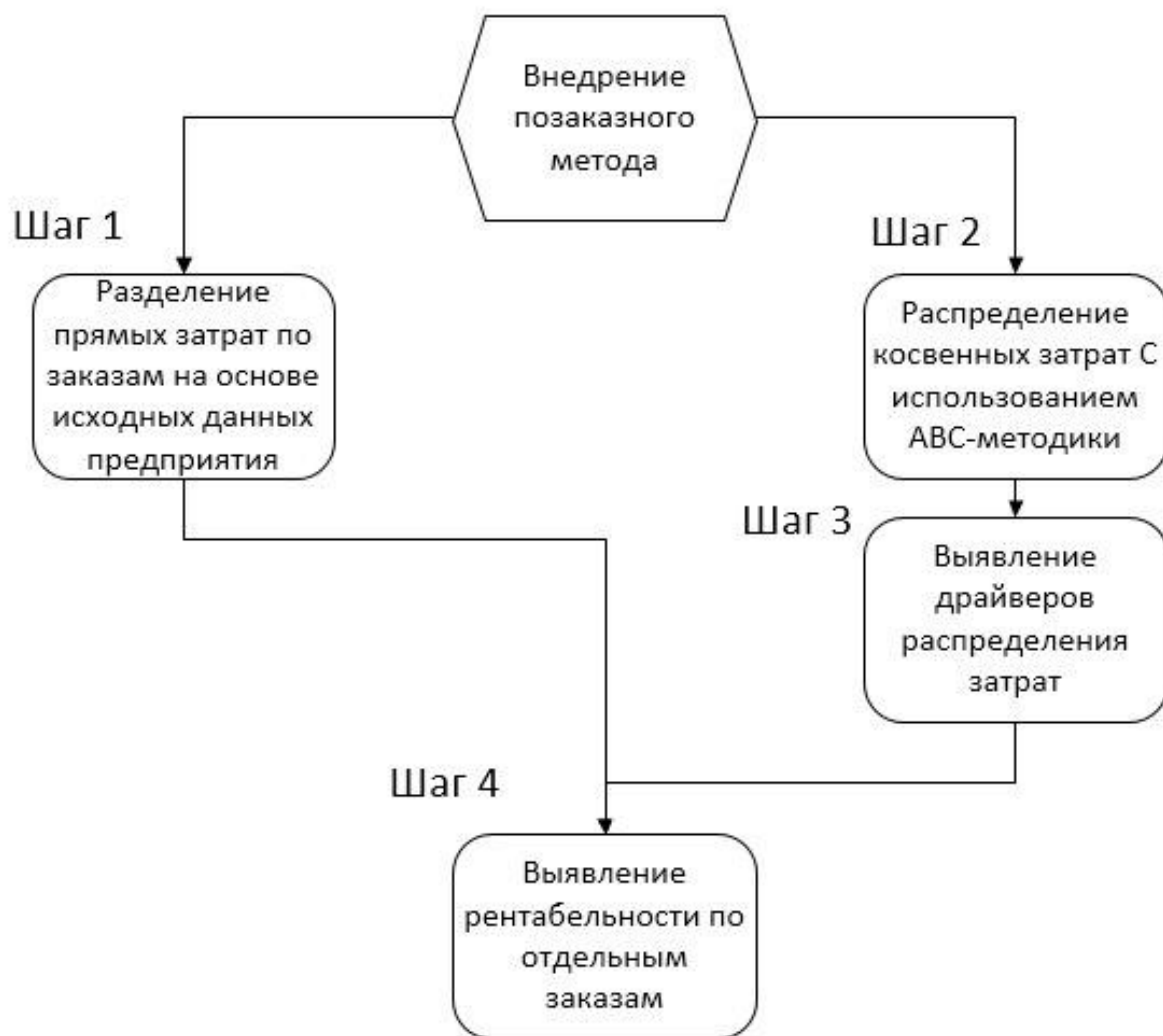 Внедрение
позаказного
метода
Шаг 1
Разделение
прямых затрат по
заказам на основе
исходных данных
предприятия
Шаг 2
Распределение
косвенных затрат С
использованием
АВС-методики
Шаг 3
Выявление
драйверов
распределения
затрат
Шаг 4
Выявление
рентабельности по
отдельным
заказам